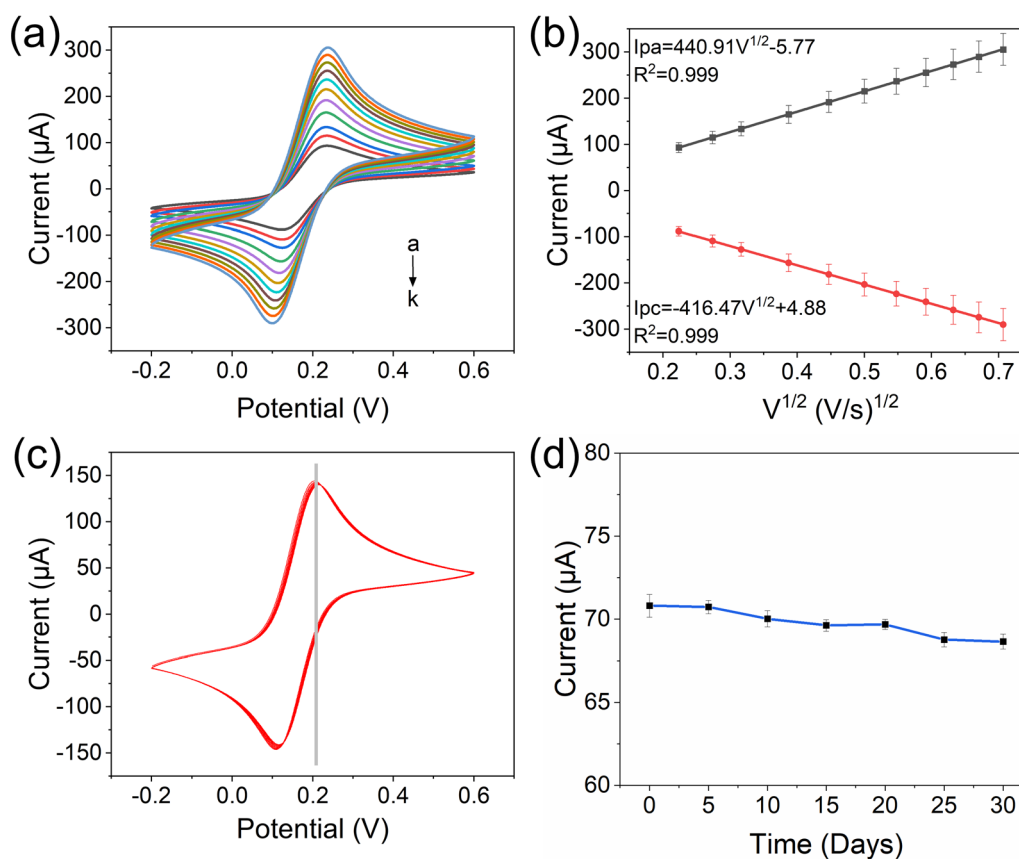 (a)
300
200
100
0
-100
-200
-300
Current (µA)
a
k
-0.2
0.0
0.2
0.4
0.6
Potential (V)
(b)
Ipa=440.91V^{1/2}-5.77
R²=0.999
300
200
100
0
-100
-200
-300
Current (µA)
Ipc=-416.47V^{1/2}+4.88
R²=0.999
0.2
0.3
0.4
0.5
0.6
0.7
V^{1/2} (V/s)^{1/2}
(c)
150
100
50
0
-50
-100
-150
Current (µA)
-0.2
0.0
0.2
0.4
0.6
Potential (V)
(d)
80
75
70
65
60
Current (µA)
0
5
10
15
20
25
30
Time (Days)